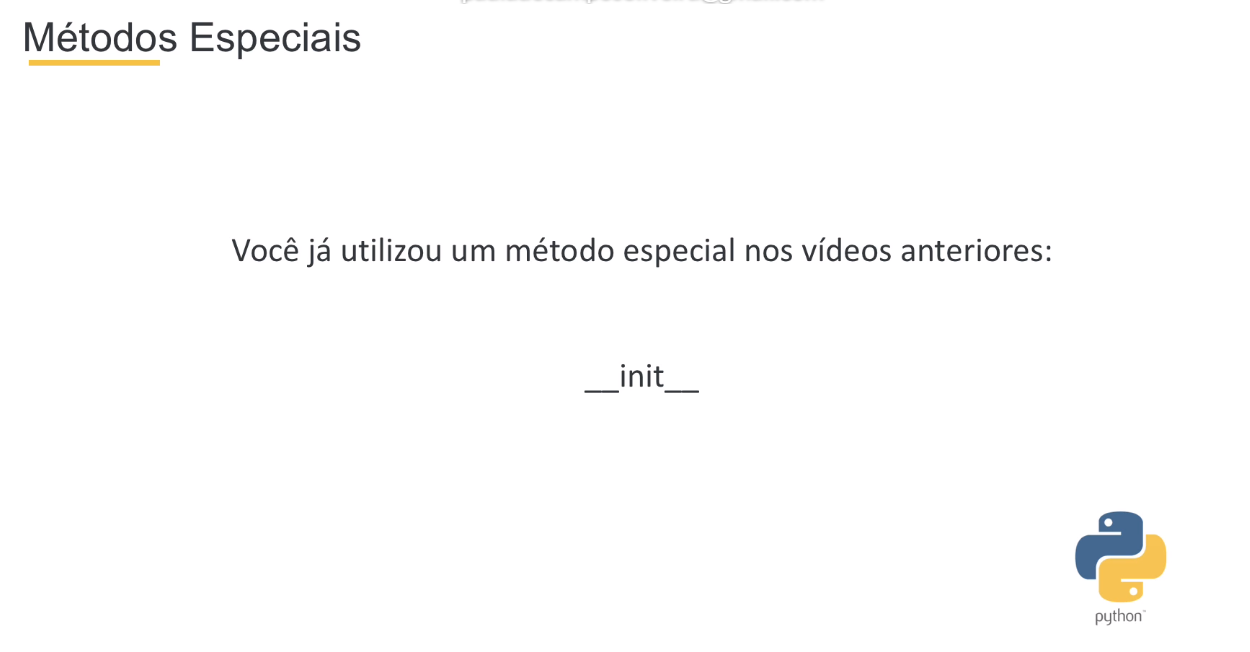 Métodos Especiais
Você já utilizou um método especial nos vídeos anteriores:
__init__
python